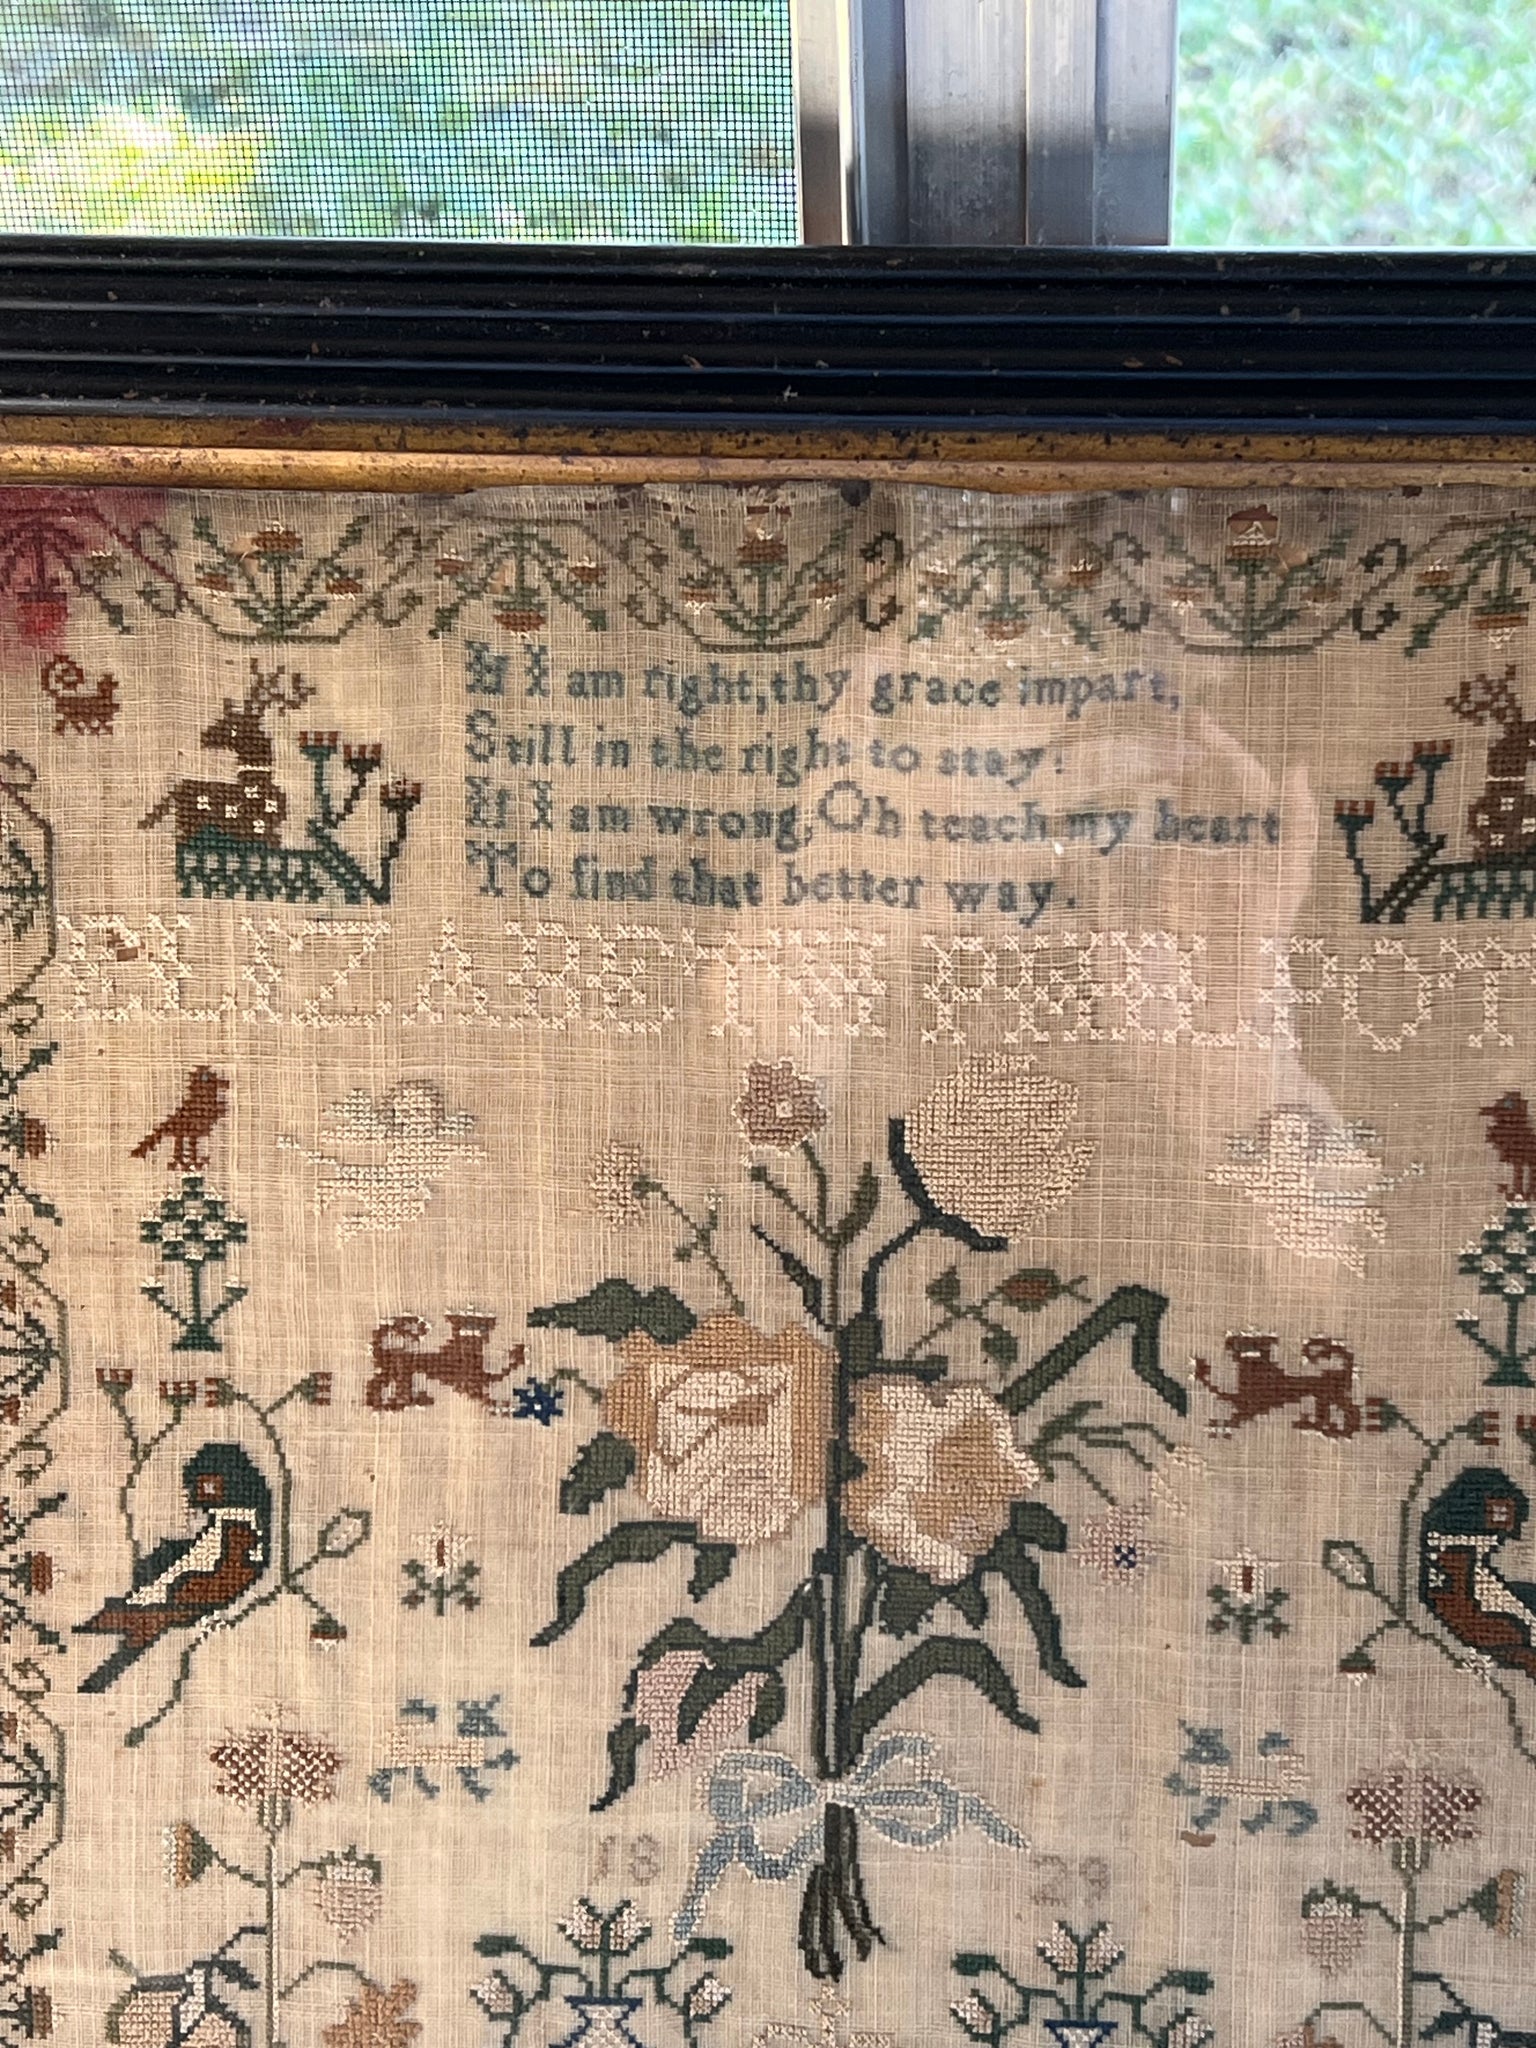 If I am right, thy grace impart,
Still in the right to stay:
If I am wrong, Oh teach my heart
To find that better way.
ELIZABETH PHILPOT
18 29